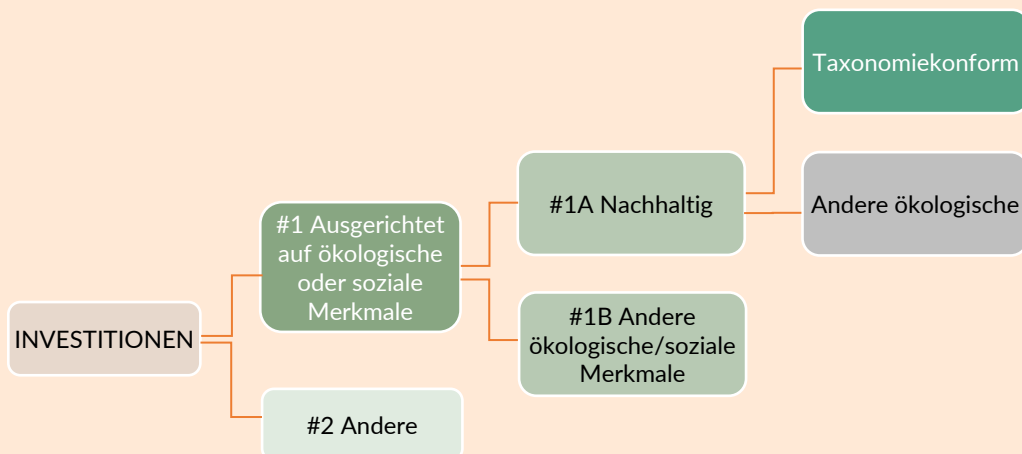 Taxonomiekonform
#1A Nachhaltig
Andere ökologische
#1 Ausgerichtet
auf ökologische
oder soziale
Merkmale
#1B Andere
ökologische/soziale
Merkmale
INVESTITIONEN
#2 Andere